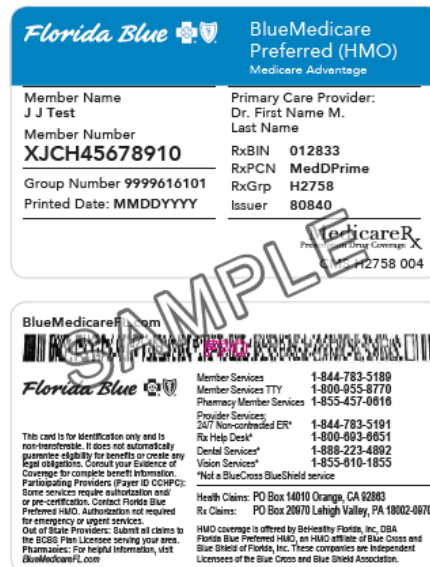 Florida Blue
BlueMedicare
Preferred (HMO)
Medicare Advantage
Member Name
J J Test
Member Number
XJCH45678910
Group Number 9999616101
Printed Date: MMDDYYYY
Primary Care Provider:
Dr. First Name M.
Last Name
RxBIN 012833
RxPCN MedDPrime
RxGrp H2758
Issuer 80840
MedicareRx
Prescription Drug Coverage
CMS H2758 004
SAMPLE
BlueMedicareFL.com
PPO
Florida Blue
This card is for identification only and is
non-transferable. It does not automatically
guarantee eligibility for benefits or create any
legal obligations. Consult your Evidence of
Coverage for complete benefit information.
Participating Providers (Payer ID CCHPC):
Some services require authorization and/
or pre-certification. Contact Florida Blue
Preferred HMO. Authorization not required
for emergency or urgent services.
Out of State Providers: Submit all claims to
the BCBS Plan Licensee serving your area.
Pharmacies: For helpful information, visit
BlueMedicareFL.com
Member Services 1-844-783-5189
Member Services TTY 1-800-955-8770
Pharmacy Member Services 1-855-457-0616
Provider Services;
24/7 Non-contracted ER* 1-844-783-5191
Rx Help Desk* 1-800-693-6651
Dental Services* 1-888-223-4892
Vision Services* 1-855-610-1855
*Not a BlueCross BlueShield service
Health Claims: PO Box 14010 Orange, CA 92863
Rx Claims: PO Box 20970 Lehigh Valley, PA 18002-0970
HMO coverage is offered by BeHealthy Florida, Inc, DBA
Florida Blue Preferred HMO, an HMO affiliate of Blue Cross and
Blue Shield of Florida, Inc. These companies are Independent
Licensees of the Blue Cross and Blue Shield Association.